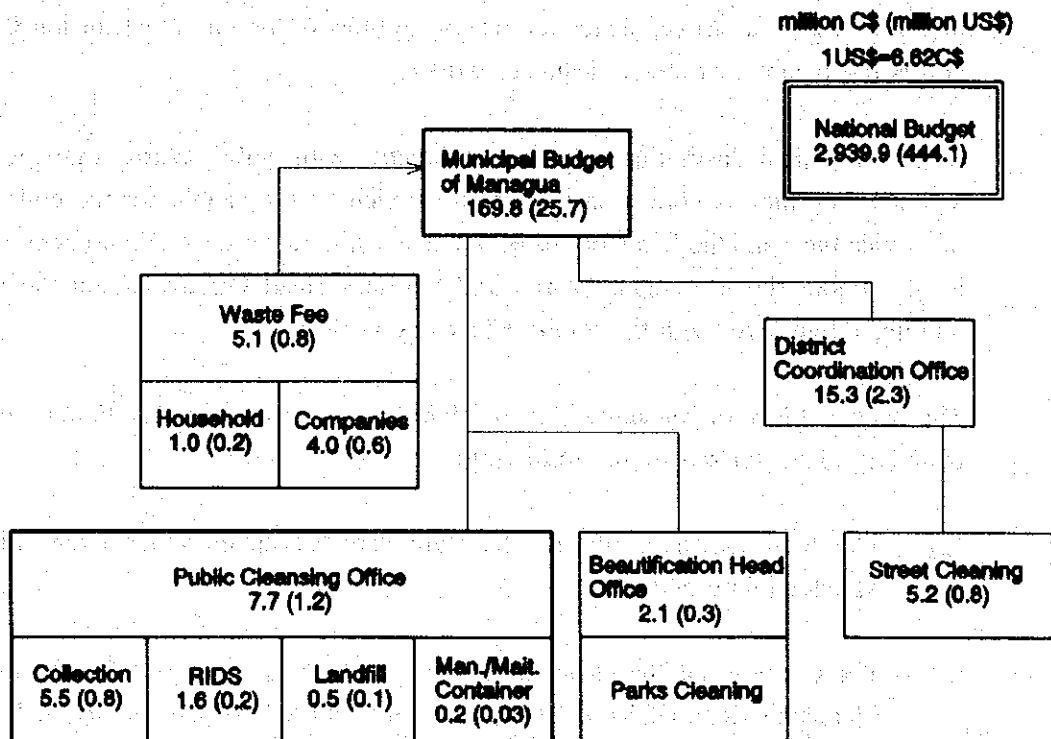 million C$ (million US$)
1US$=6.62C$
National Budget
2,939.9 (444.1)
Municipal Budget
of Managua
169.8 (25.7)
Waste Fee
5.1 (0.8)
Household
1.0 (0.2)
Companies
4.0 (0.6)
District
Coordination Office
15.3 (2.3)
Public Cleansing Office
7.7 (1.2)
Collection
5.5 (0.8)
RIDS
1.6 (0.2)
Landfill
0.5 (0.1)
Man./Mait.
Container
0.2 (0.03)
Beautification Head
Office
2.1 (0.3)
Parks Cleaning
Street Cleaning
5.2 (0.8)